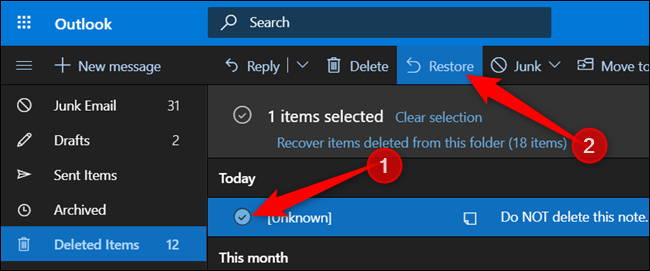 Outlook
Search
New message
Reply
Delete
Restore
Junk
Move to
Junk Email 31
Drafts 2
Sent Items
Archived
Deleted Items 12
1 items selected Clear selection
Recover items deleted from this folder (18 items)
2
1
Today
[Unknown] Do NOT delete this note.
This month